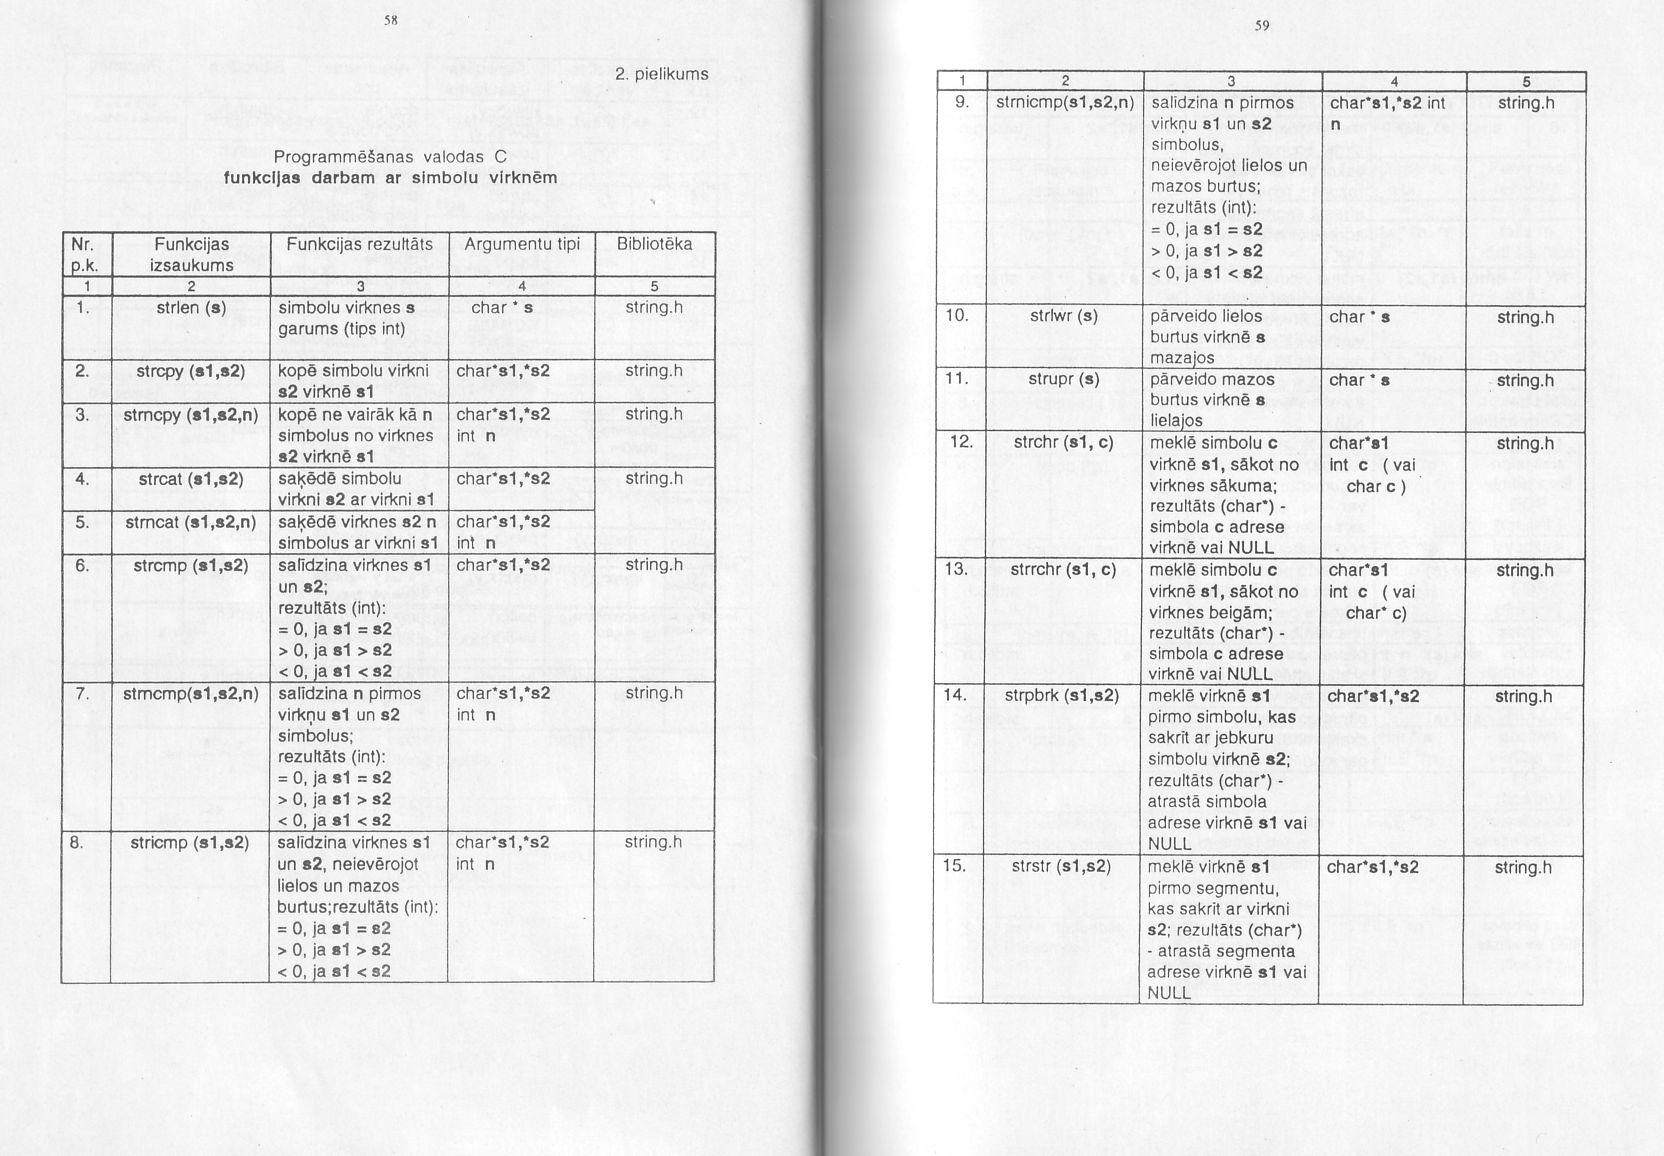 58
2. pielikums
Programmēšanas valodas C
funkcijas darbam ar simbolu virknēm
Nr. p.k. Funkcijas izsaukums Funkcijas rezultāts Argumentu tipi Bibliotēka
1 2 3 4 5
1. strlen (s) simbolu virknes s char * s string.h
garums (tips int)
2. strcpy (s1,s2) kopē simbolu virkni char*s1,*s2 string.h
s2 virknē s1
3. strncpy (s1,s2,n) kopē ne vairāk kā n char*s1,*s2 string.h
simbolus no virknes int n
s2 virknē s1
4. strcat (s1,s2) saķēdē simbolu char*s1,*s2 string.h
virkni s2 ar virkni s1
5. strncat (s1,s2,n) saķēdē virknes s2 n char*s1,*s2
simbolus ar virkni s1 int n
6. strcmp (s1,s2) salīdzina virknes s1 char*s1,*s2 string.h
un s2;
rezultāts (int):
= 0, ja s1 = s2
> 0, ja s1 > s2
< 0, ja s1 < s2
7. strncmp(s1,s2,n) salīdzina n pirmos char*s1,*s2 string.h
virkņu s1 un s2 int n
simbolus;
rezultāts (int):
= 0, ja s1 = s2
> 0, ja s1 > s2
< 0, ja s1 < s2
8. stricmp (s1,s2) salīdzina virknes s1 char*s1,*s2 string.h
un s2, neievērojot int n
lielos un mazos
burtus;rezultāts (int):
= 0, ja s1 = s2
> 0, ja s1 > s2
< 0, ja s1 < s2
59
1 2 3 4 5
9. strnicmp(s1,s2,n) salīdzina n pirmos char*s1,*s2 int string.h
virkņu s1 un s2 n
simbolus,
neievērojot lielos un
mazos burtus;
rezultāts (int):
= 0, ja s1 = s2
> 0, ja s1 > s2
< 0, ja s1 < s2
10. strlwr (s) pārveido lielos char * s string.h
burtus virknē s
mazajos
11. strupr (s) pārveido mazos char * s string.h
burtus virknē s
lielajos
12. strchr (s1, c) meklē simbolu c char*s1 string.h
virknē s1, sākot no int c ( vai
virknes sākuma; char c )
rezultāts (char*) -
simbola c adrese
virknē vai NULL
13. strrchr (s1, c) meklē simbolu c char*s1 string.h
virknē s1, sākot no int c ( vai
virknes beigām; char* c)
rezultāts (char*) -
simbola c adrese
virknē vai NULL
14. strpbrk (s1,s2) meklē virknē s1 char*s1,*s2 string.h
pirmo simbolu, kas
sakrīt ar jebkuru
simbolu virknē s2;
rezultāts (char*) -
atrastā simbola
adrese virknē s1 vai
NULL
15. strstr (s1,s2) meklē virknē s1 char*s1,*s2 string.h
pirmo segmentu,
kas sakrīt ar virkni
s2; rezultāts (char*)
- atrastā segmenta
adrese virknē s1 vai
NULL